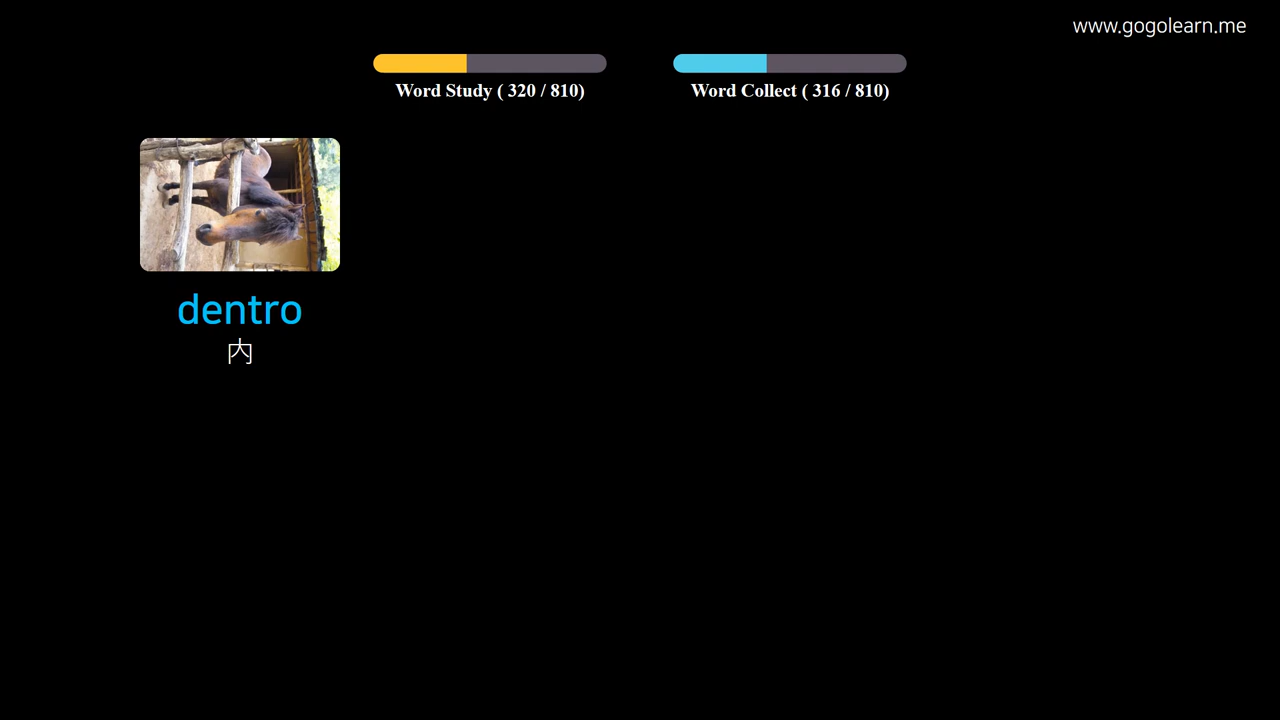 www.gogolearn.me
Word Study ( 320 / 810)
Word Collect ( 316 / 810)
dentro
内